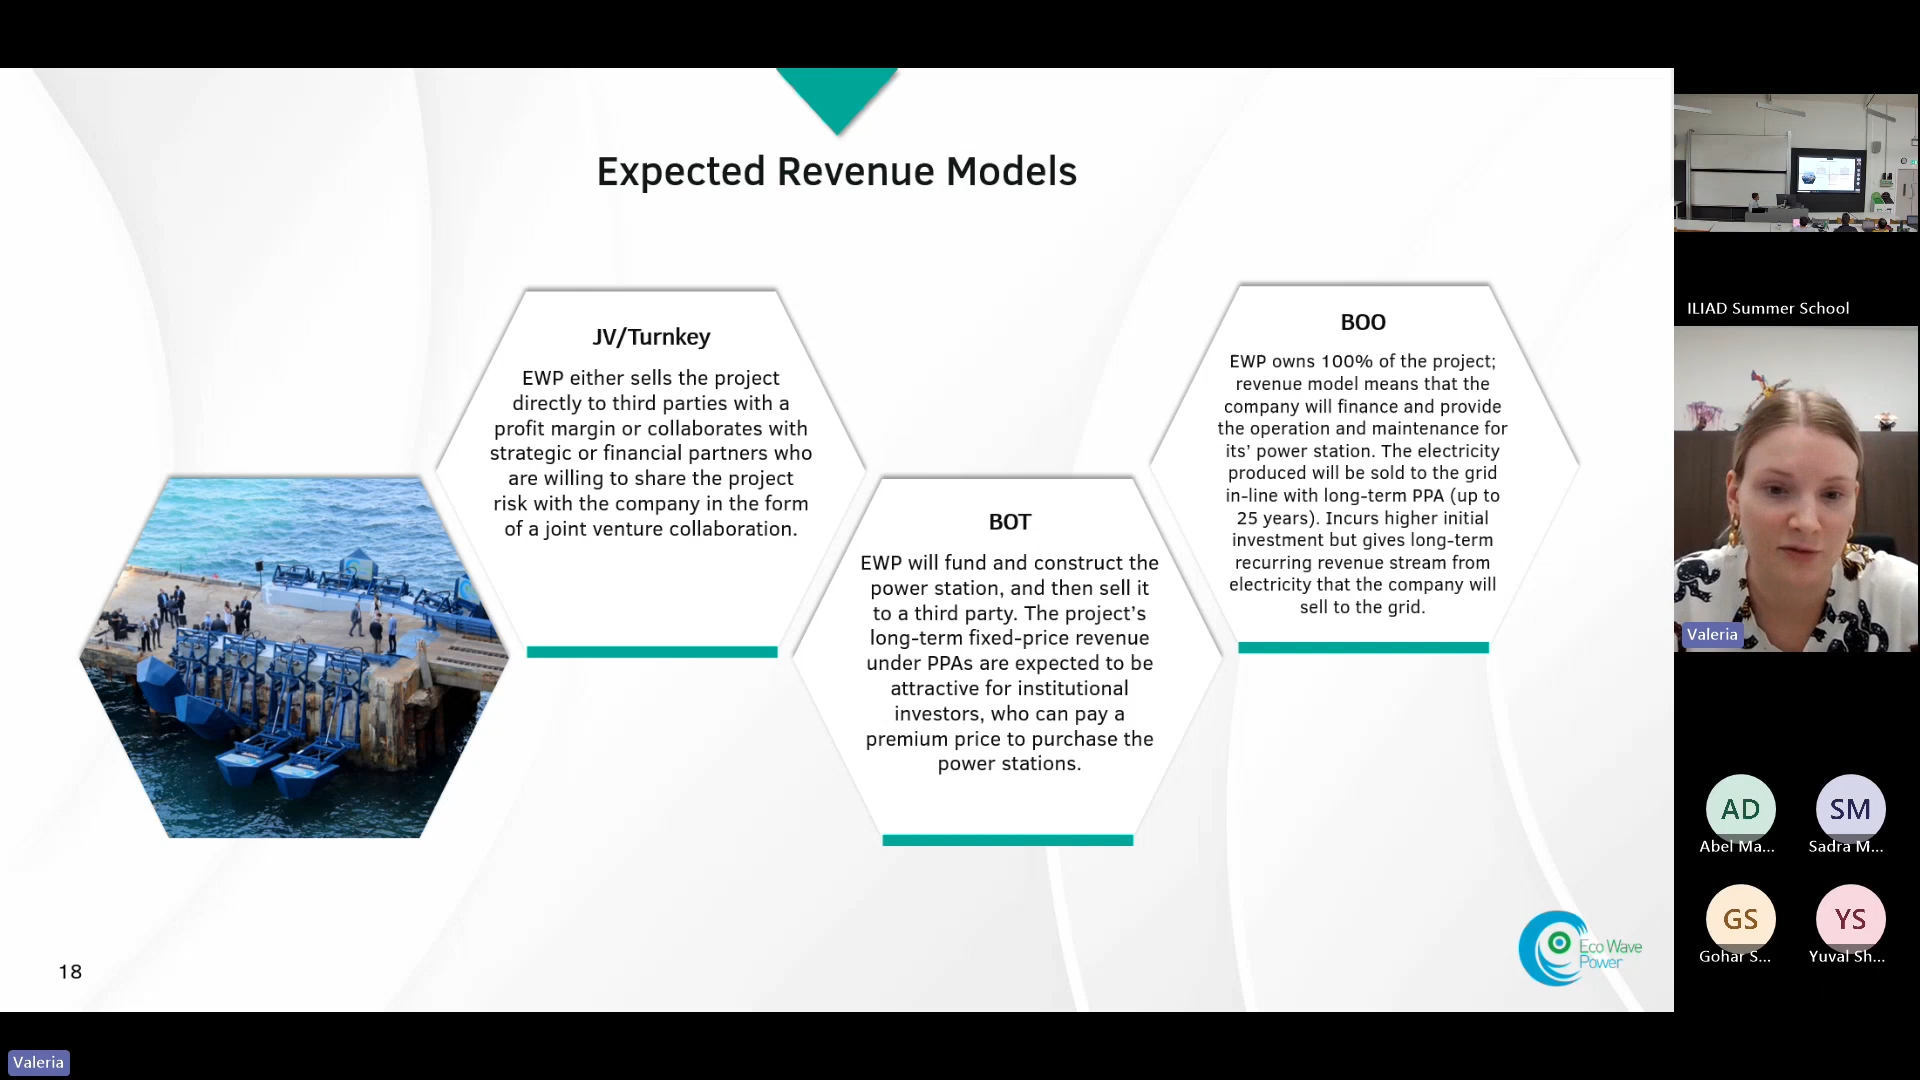 Expected Revenue Models
JV/Turnkey
EWP either sells the project
directly to third parties with a
profit margin or collaborates with
strategic or financial partners who
are willing to share the project
risk with the company in the form
of a joint venture collaboration.
BOT
EWP will fund and construct the
power station, and then sell it
to a third party. The project's
long-term fixed-price revenue
under PPAs are expected to be
attractive for institutional
investors, who can pay a
premium price to purchase the
power stations.
BOO
EWP owns 100% of the project;
revenue model means that the
company will finance and provide
the operation and maintenance for
its' power station. The electricity
produced will be sold to the grid
in-line with long-term PPA (up to
25 years). Incurs higher initial
investment but gives long-term
recurring revenue stream from
electricity that the company will
sell to the grid.
18
Eco Wave
Power
ILIAD Summer School
Valeria
AD
Abel Ma...
SM
Sadra M...
GS
Gohar S...
YS
Yuval Sh...
Valeria